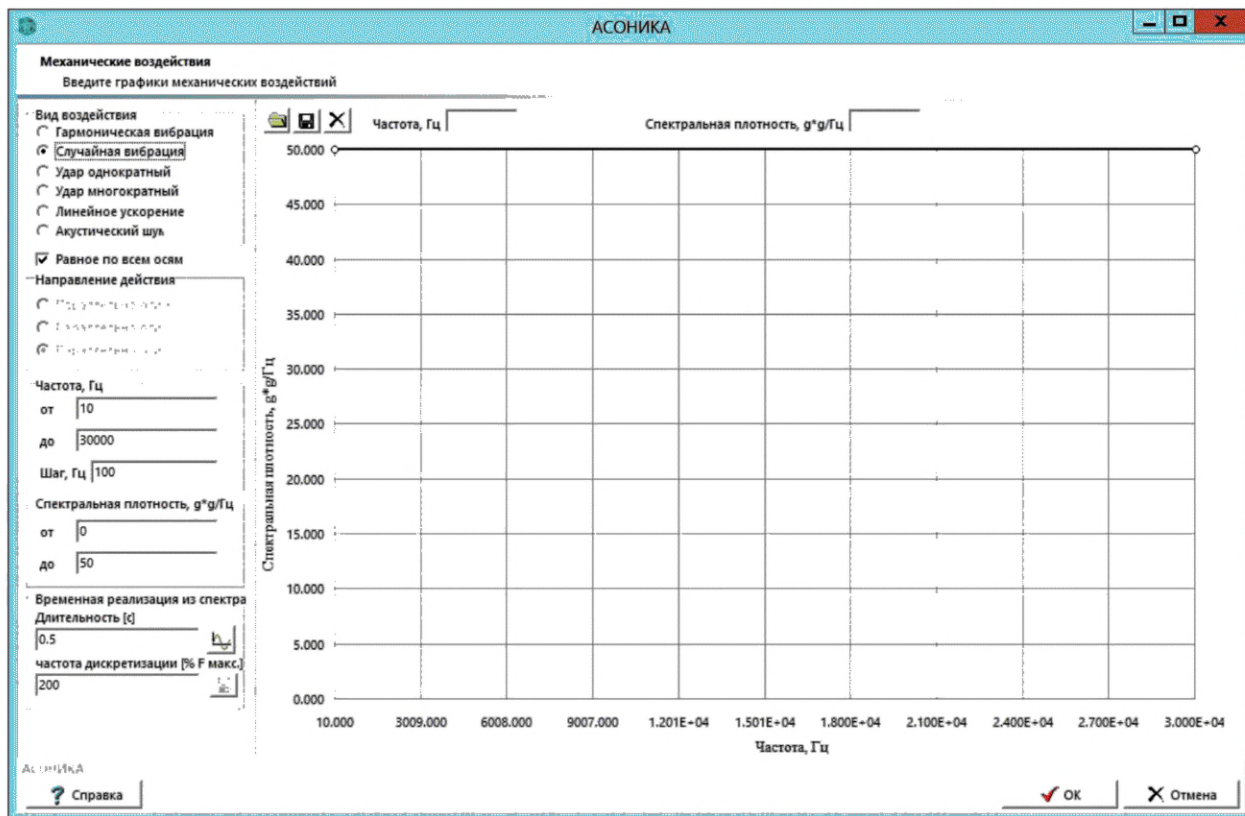 АСОНИКА
Механические воздействия
Введите графики механических воздействий
Вид воздействия
Гармоническая вибрация
Случайная вибрация
Удар однократный
Удар многократный
Линейное ускорение
Акустический шум
Равное по всем осям
Направление действия
Частота, Гц
от 10
до 30000
Шаг, Гц 100
Спектральная плотность, g*g/Гц
от 0
до 50
Временная реализация из спектра
Длительность [с]
0.5
частота дискретизации [% F макс.]
200
Частота, Гц
Спектральная плотность, g*g/Гц
50.000
45.000
40.000
35.000
30.000
25.000
20.000
15.000
10.000
5.000
0.000
Спектральная плотность, g*g/Гц
10.000 3009.000 6008.000 9007.000 1.201E+04 1.501E+04 1.800E+04 2.100E+04 2.400E+04 2.700E+04 3.000E+04
Частота, Гц
АСОНИКА
? Справка
ОК
Отмена